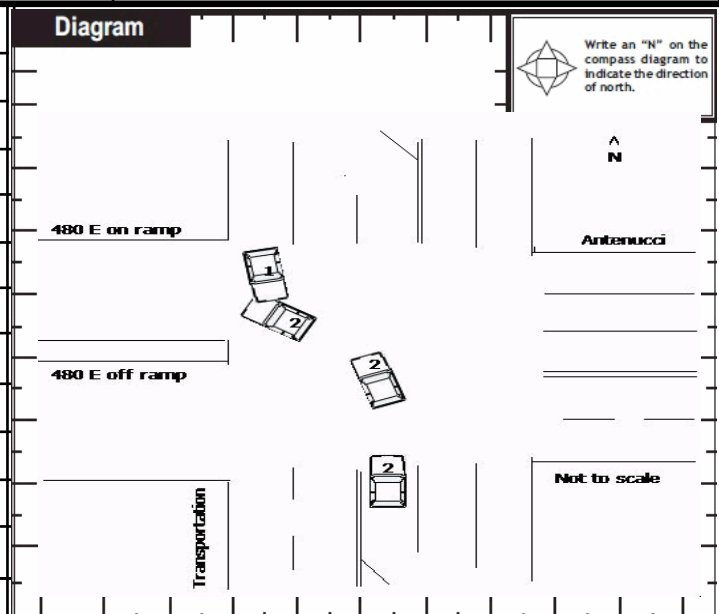 Diagram
Write an “N” on the
compass diagram to
indicate the direction
of north.
^
N
480 E on ramp
Antenucci
1
2
2
480 E off ramp
2
Not to scale
Transportation